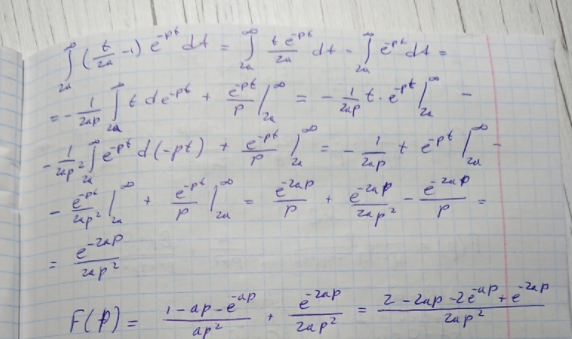 ∫_{2a}^{∞} (t/2a - 1) e^{-pt} dt = ∫_{2a}^{∞} t e^{-pt}/2a dt - ∫_{2a}^{∞} e^{-pt} dt =
= -1/2ap ∫_{2a}^{∞} t d e^{-pt} + e^{-pt}/p |_{2a}^{∞} = -1/2ap t · e^{-pt} |_{2a}^{∞} -
-1/2ap² ∫_{2a}^{∞} e^{-pt} d(-pt) + e^{-pt}/p |_{2a}^{∞} = -1/2ap t e^{-pt} |_{2a}^{∞} -
- e^{-pt}/2ap² |_{2a}^{∞} + e^{-pt}/p |_{2a}^{∞} = e^{-2ap}/p + e^{-2ap}/2ap² - e^{-2ap}/p =
= e^{-2ap}/2ap²
F(p) = (1 - ap - e^{-ap})/ap² + e^{-2ap}/2ap² = (2 - 2ap - 2e^{-ap} + e^{-2ap})/2ap²